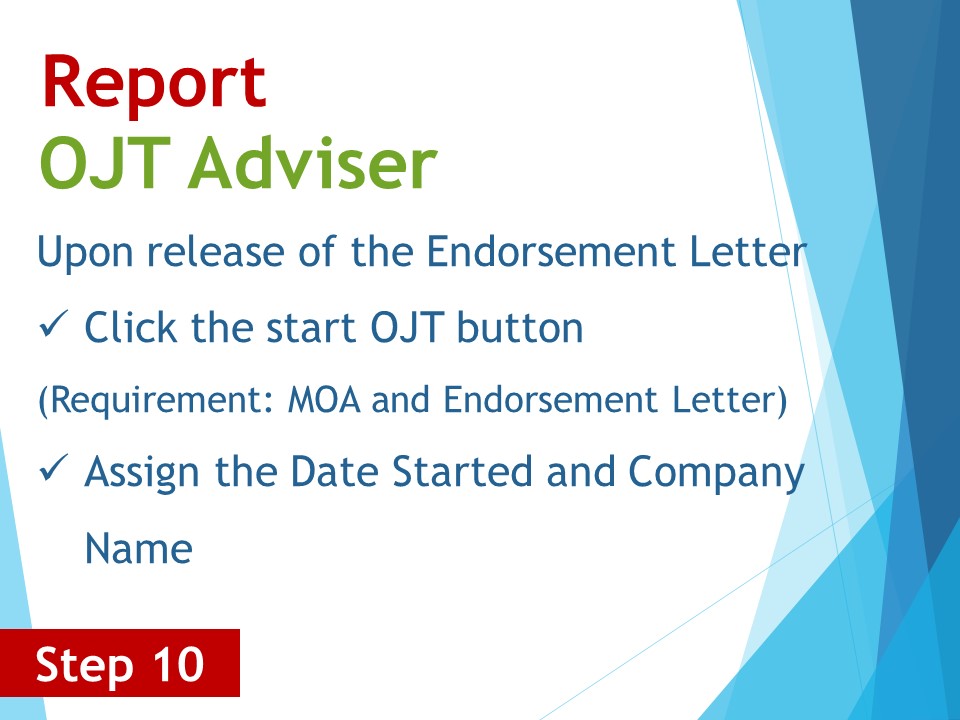 Report
OJT Adviser
Upon release of the Endorsement Letter
✓ Click the start OJT button
(Requirement: MOA and Endorsement Letter)
✓ Assign the Date Started and Company
Name
Step 10